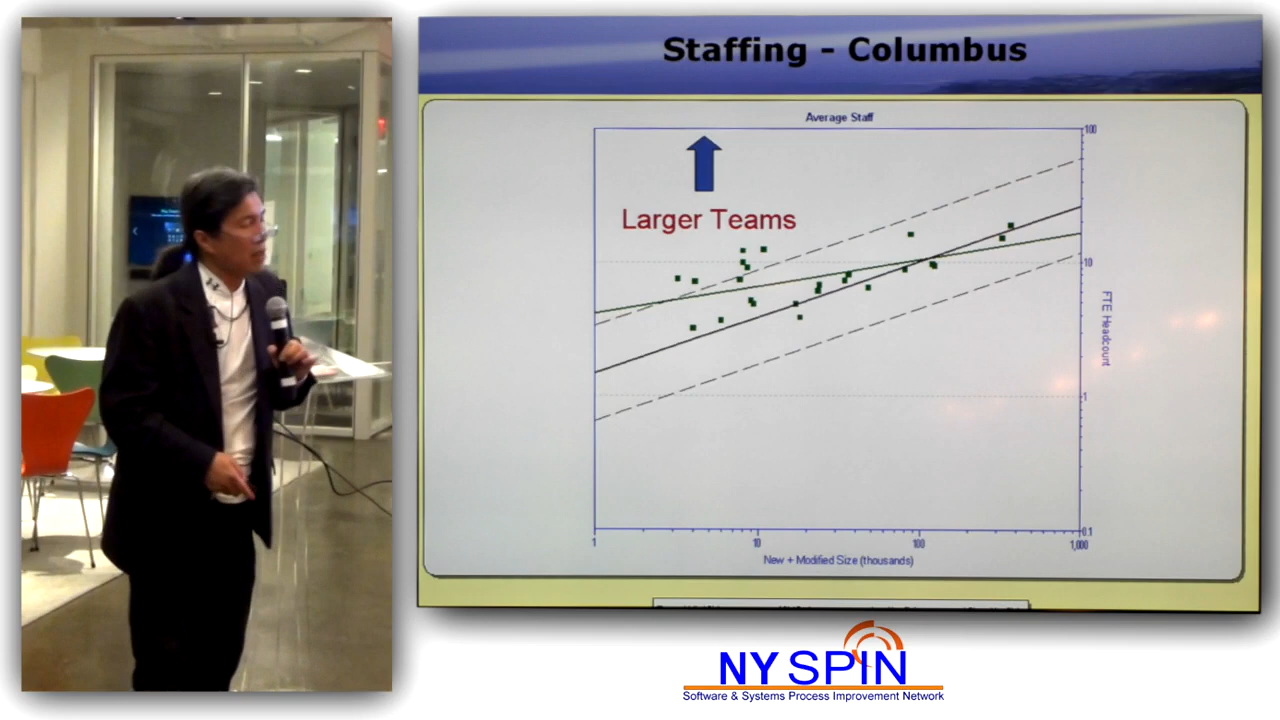 Staffing - Columbus
Average Staff
Larger Teams
100
10
1
0.1
FTE Headcount
1
10
100
1,000
New + Modified Size (thousands)
NY SPIN
Software & Systems Process Improvement Network